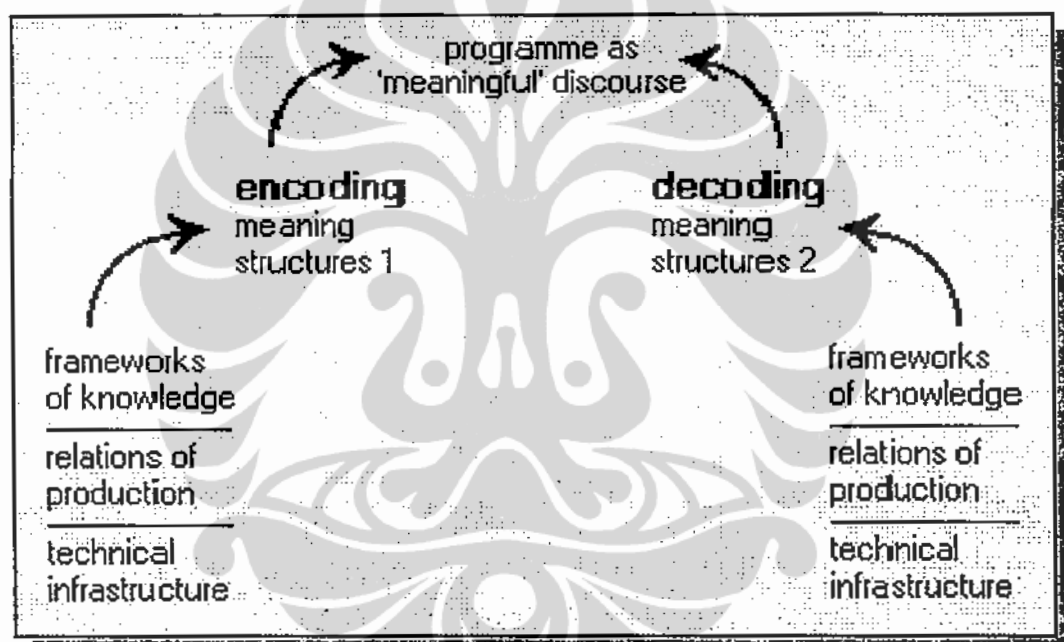 programme as
'meaningful' discourse
encoding
meaning
structures 1
decoding
meaning
structures 2
frameworks
of knowledge
relations of
production
technical
infrastructure
frameworks
of knowledge
relations of
production
technical
infrastructure